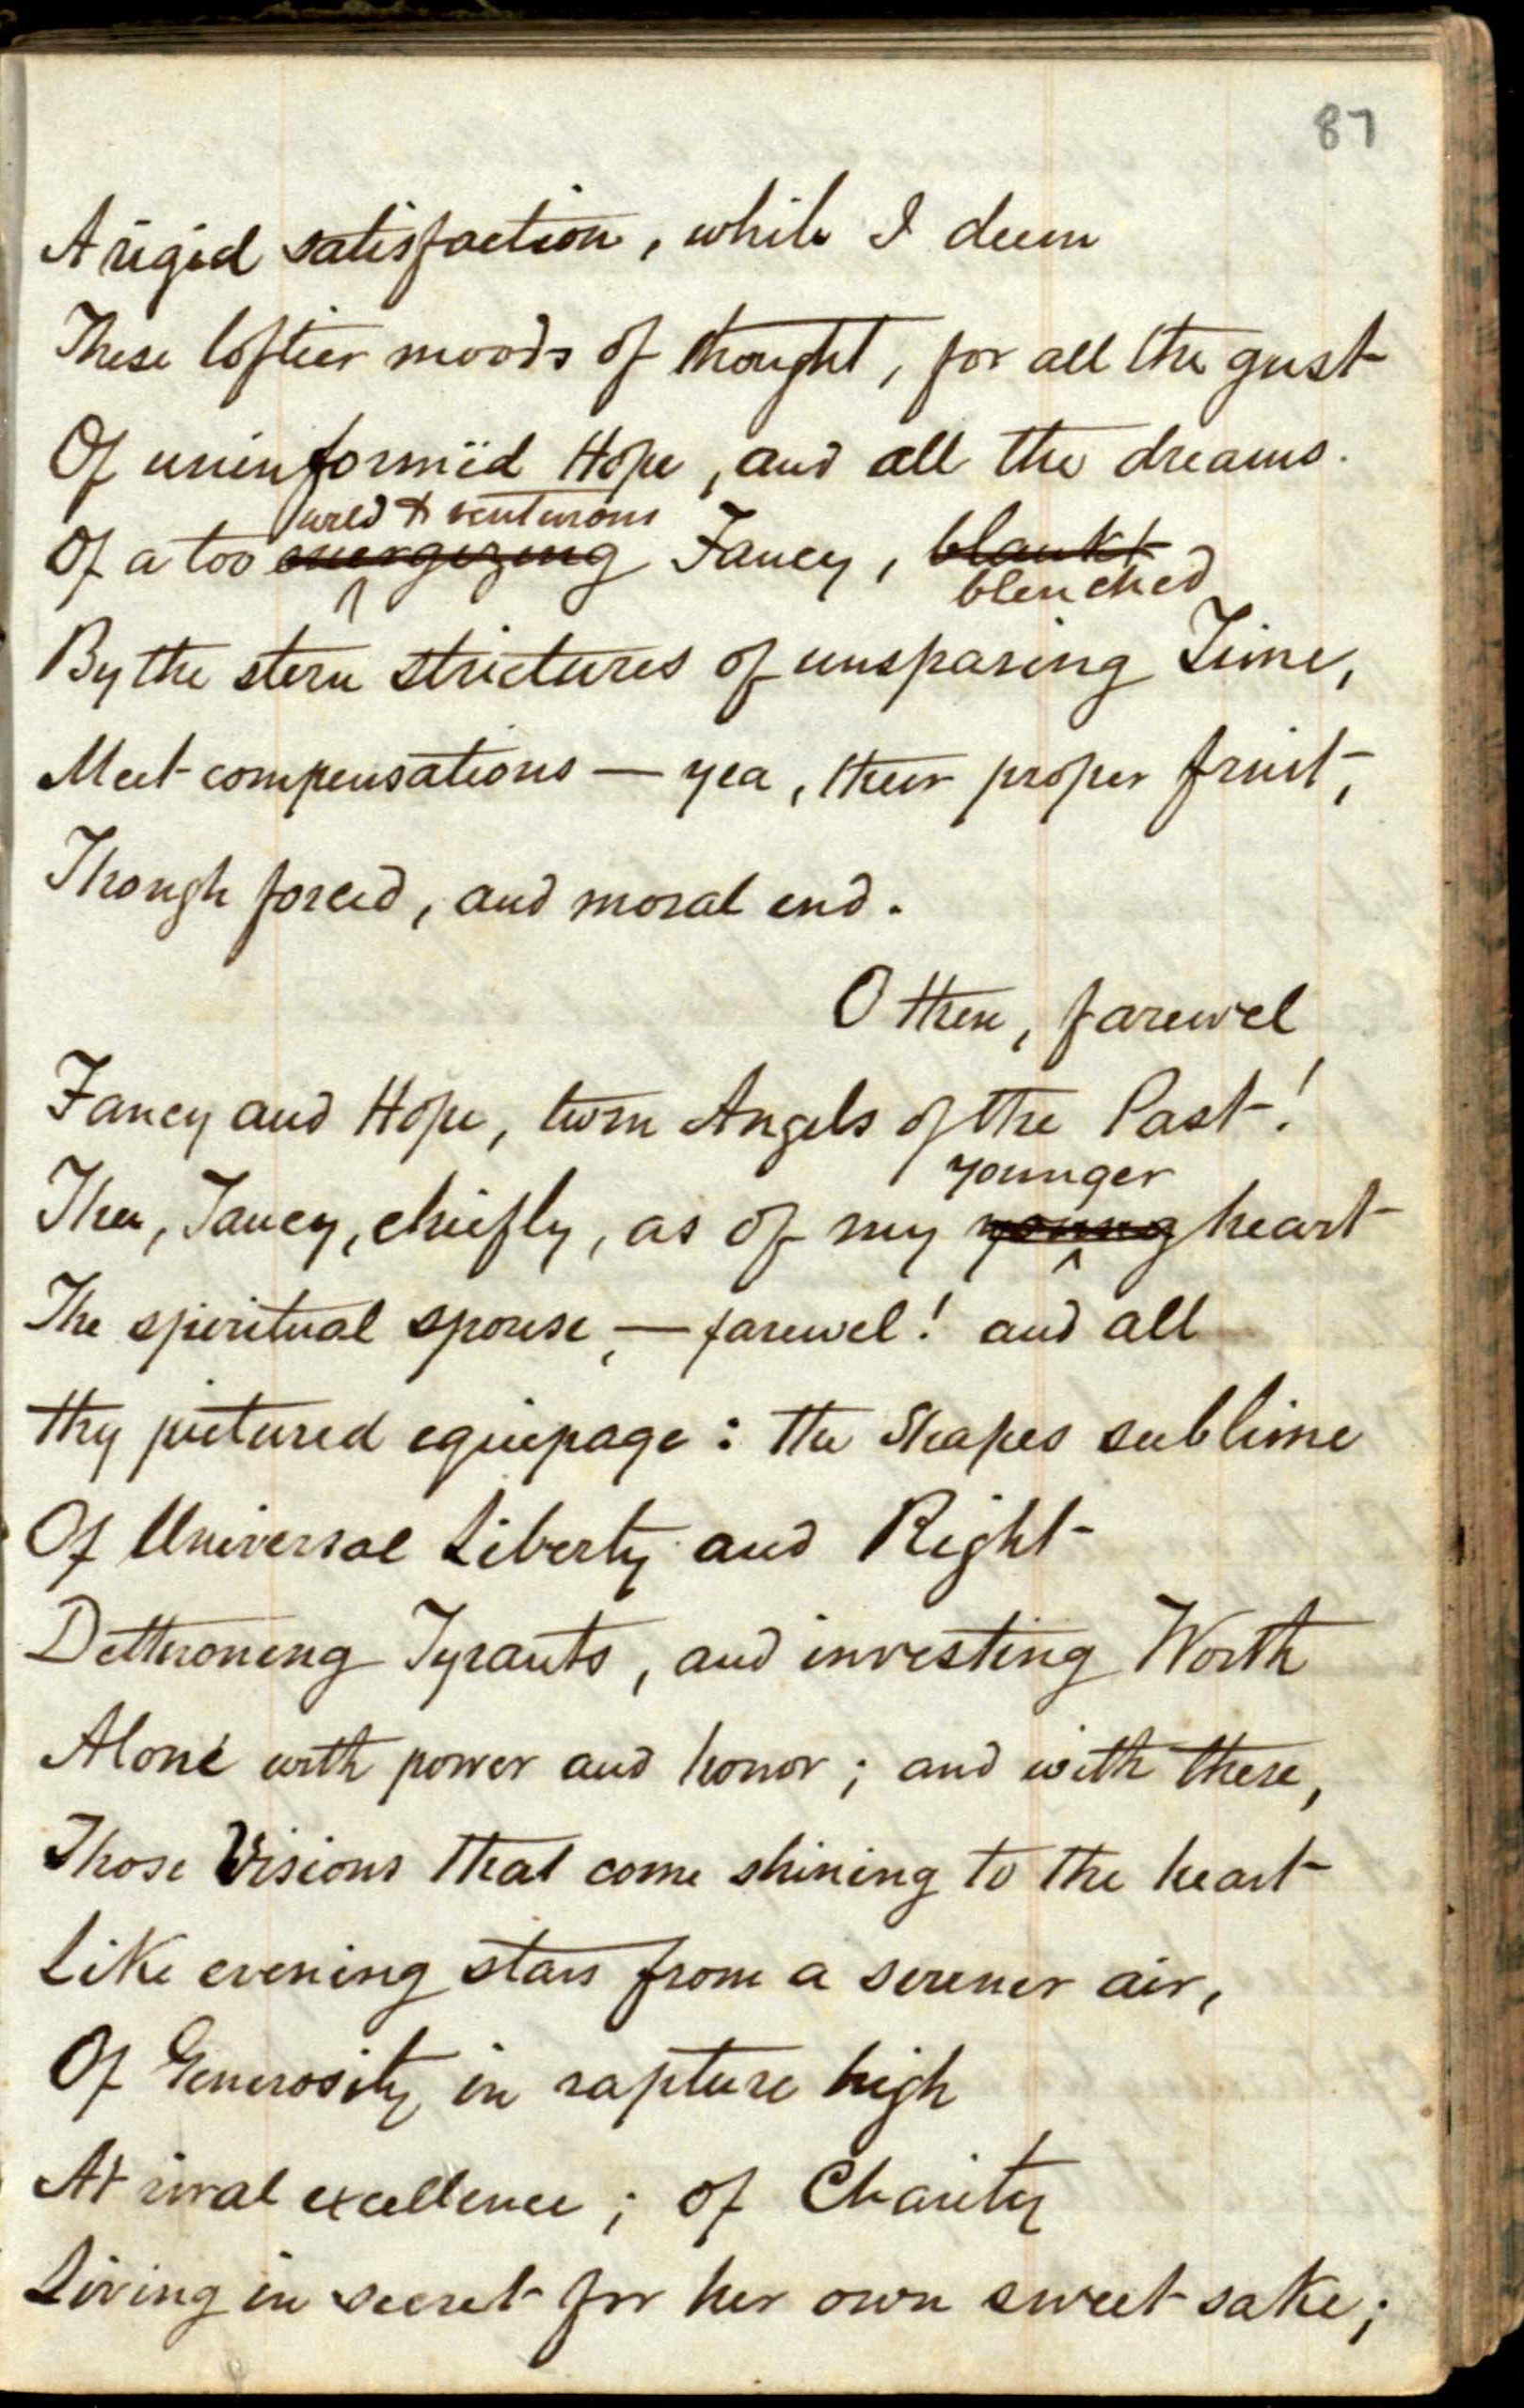 87
A rigid satisfaction, while I deem
These loftier moods of thought, for all the gust
Of uninformëd Hope, and all the dreams.
wild & venturous
Of a too energizing Fancy, blankt
blenched
By the stern strictures of unsparing Time,
Meet compensations — yea, their proper fruit,
Though forced, and moral end.
O then, farewel
Fancy and Hope, twin Angels of the Past!
younger
Thee, Fancy, chiefly, as of my young heart
The spiritual spouse, — farewel! and all
thy pictured equipage: the Shapes sublime
Of Universal Liberty and Right
Dethroning Tyrants, and investing Worth
Alone with power and honor; and with these,
Those Visions that come shining to the heart
Like evening stars from a serener air,
Of Generosity in rapture high
At rival excellence; of Charity
Living in secret for her own sweet sake;